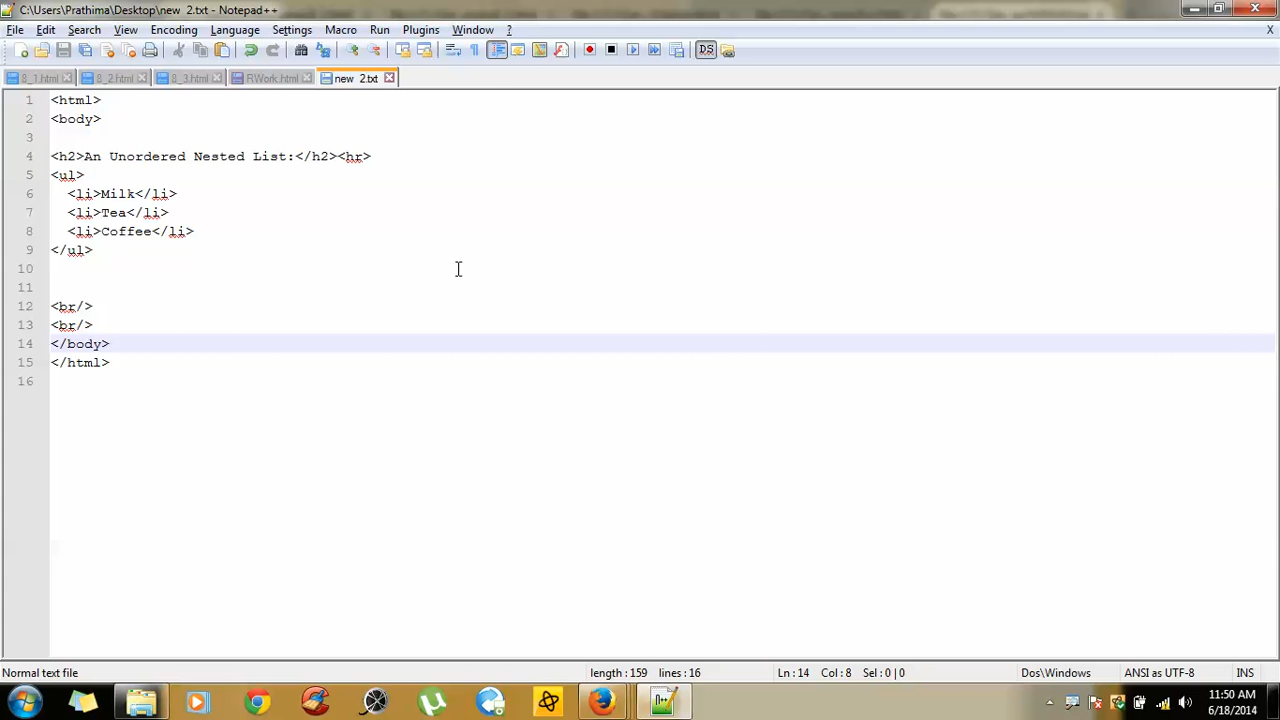 C:\Users\Prathima\Desktop\new  2.txt - Notepad++
File Edit Search View Encoding Language Settings Macro Run Plugins Window ? X
8_1.html 8_2.html 8_3.html RWork.html new  2.txt
1 <html>
2 <body>
3
4 <h2>An Unordered Nested List:</h2><hr>
5 <ul>
6   <li>Milk</li>
7   <li>Tea</li>
8   <li>Coffee</li>
9 </ul>
10
11
12 <br/>
13 <br/>
14 </body>
15 </html>
16
Normal text file length : 159 lines : 16 Ln : 14 Col : 8 Sel : 0 | 0 Dos\Windows ANSI as UTF-8 INS
11:50 AM
6/18/2014